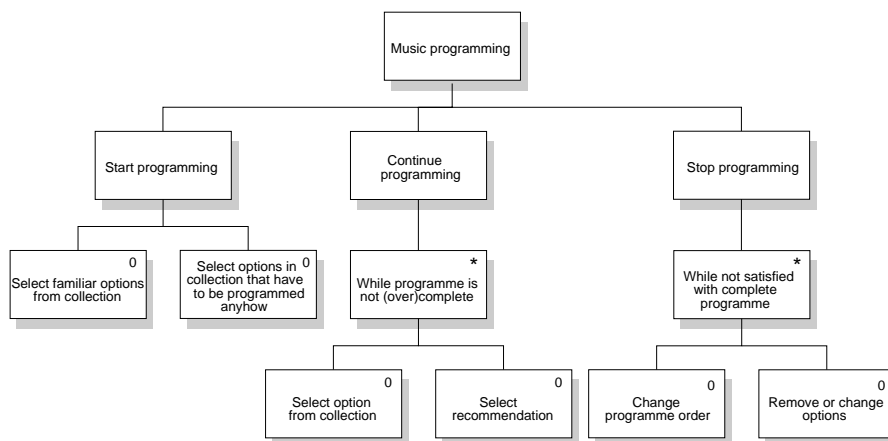 Music programming
Start programming
Continue
programming
Stop programming
0
Select familiar options
from collection
0
Select options in
collection that have
to be programmed
anyhow
*
While programme is
not (over)complete
*
While not satisfied
with complete
programme
0
Select option
from collection
0
Select
recommendation
0
Change
programme order
0
Remove or change
options